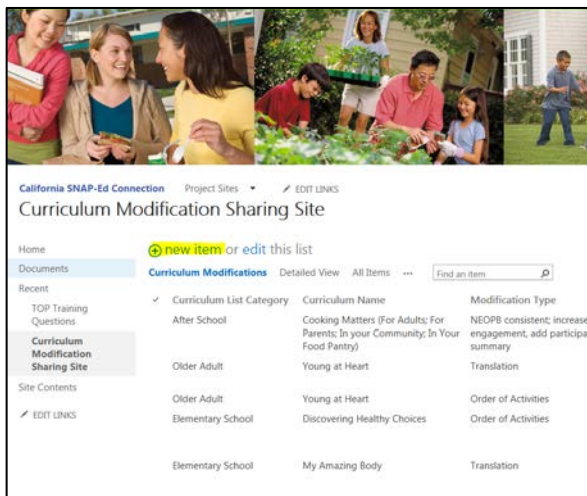 California SNAP-Ed Connection Project Sites EDIT LINKS
Curriculum Modification Sharing Site
Home
Documents
Recent
TOP Training
Questions
Curriculum
Modification
Sharing Site
Site Contents
EDIT LINKS
new item or edit this list
Curriculum Modifications Detailed View All Items ... Find an item
Curriculum List Category Curriculum Name Modification Type
After School Cooking Matters (For Adults; For NEOPB consistent; increase
Parents; In your Community; In Your engagement, add participa
Food Pantry) summary
Older Adult Young at Heart Translation
Older Adult Young at Heart Order of Activities
Elementary School Discovering Healthy Choices Order of Activities
Elementary School My Amazing Body Translation